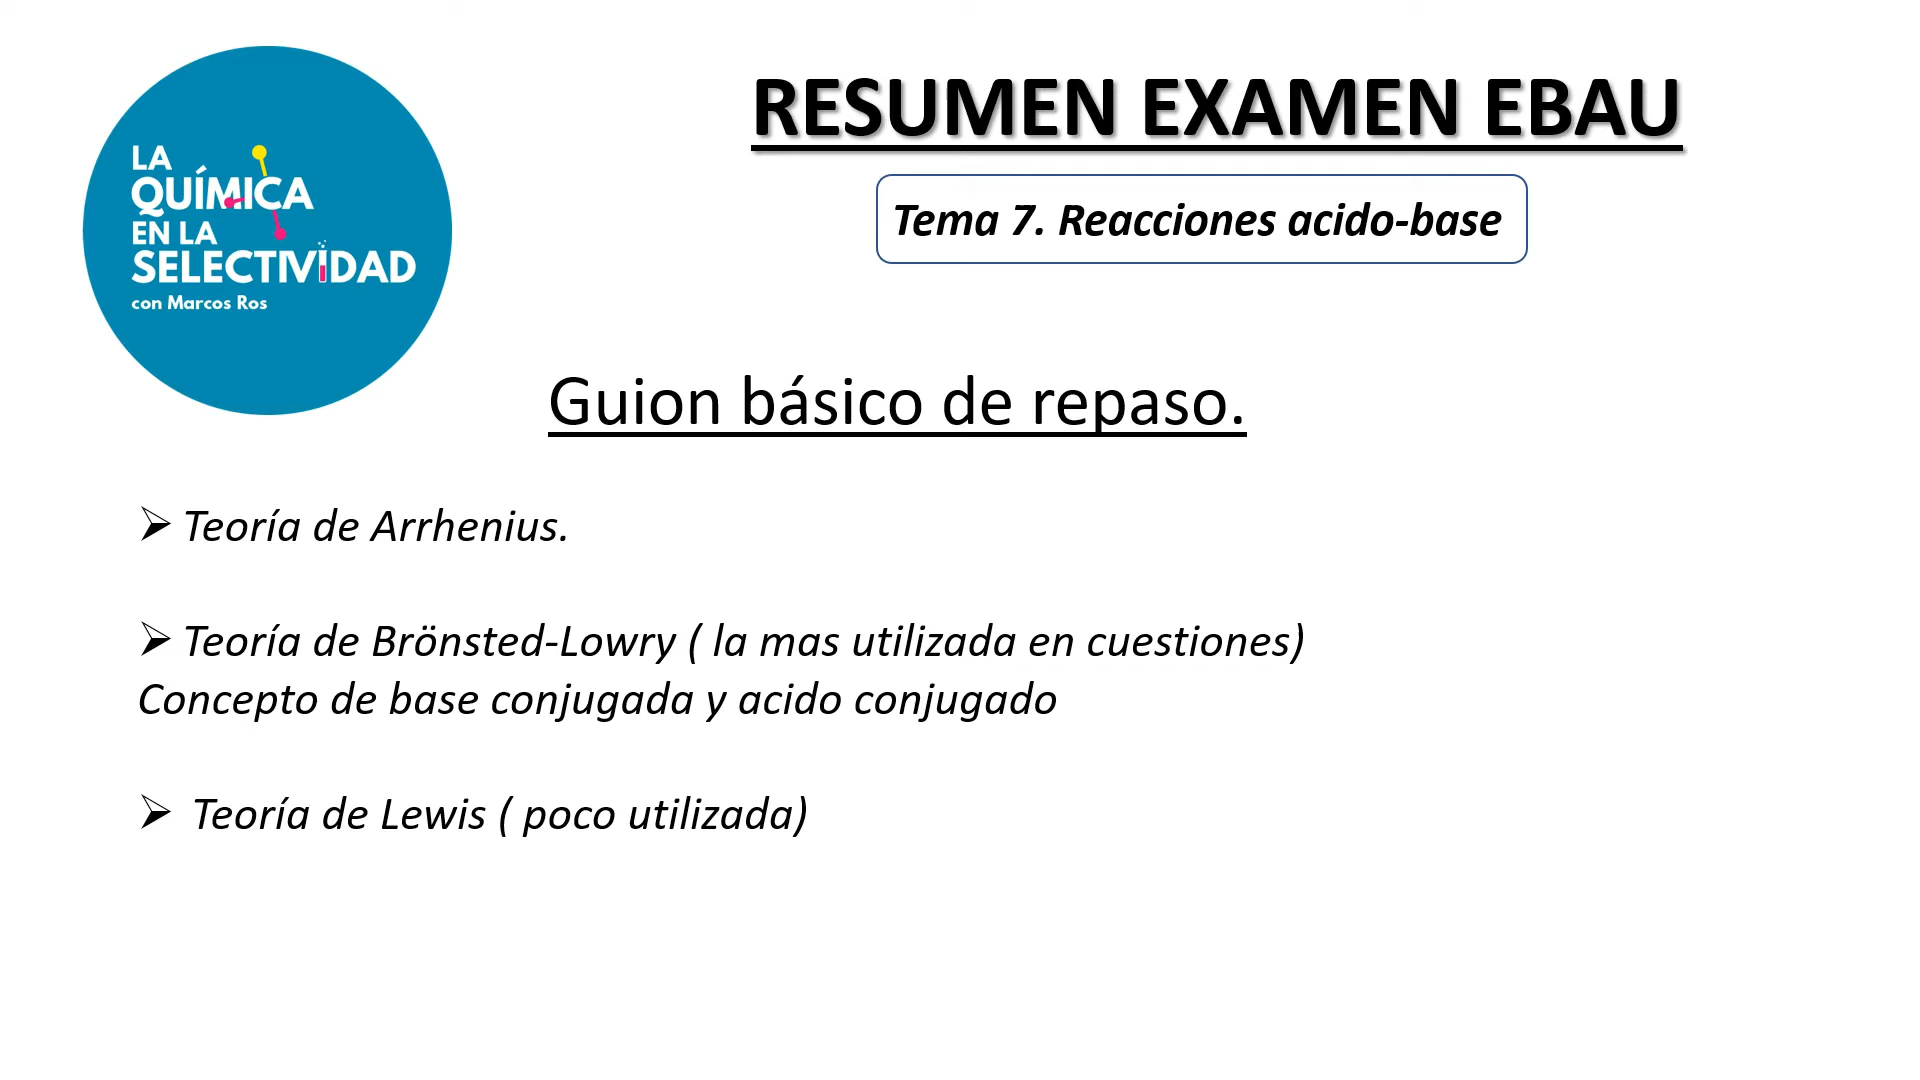 LA
QUÍMICA
EN LA
SELECTIVIDAD
con Marcos Ros
RESUMEN EXAMEN EBAU
Tema 7. Reacciones acido-base
Guion básico de repaso.
➢ Teoría de Arrhenius.
➢ Teoría de Brönsted-Lowry ( la mas utilizada en cuestiones)
Concepto de base conjugada y acido conjugado
➢ Teoría de Lewis ( poco utilizada)